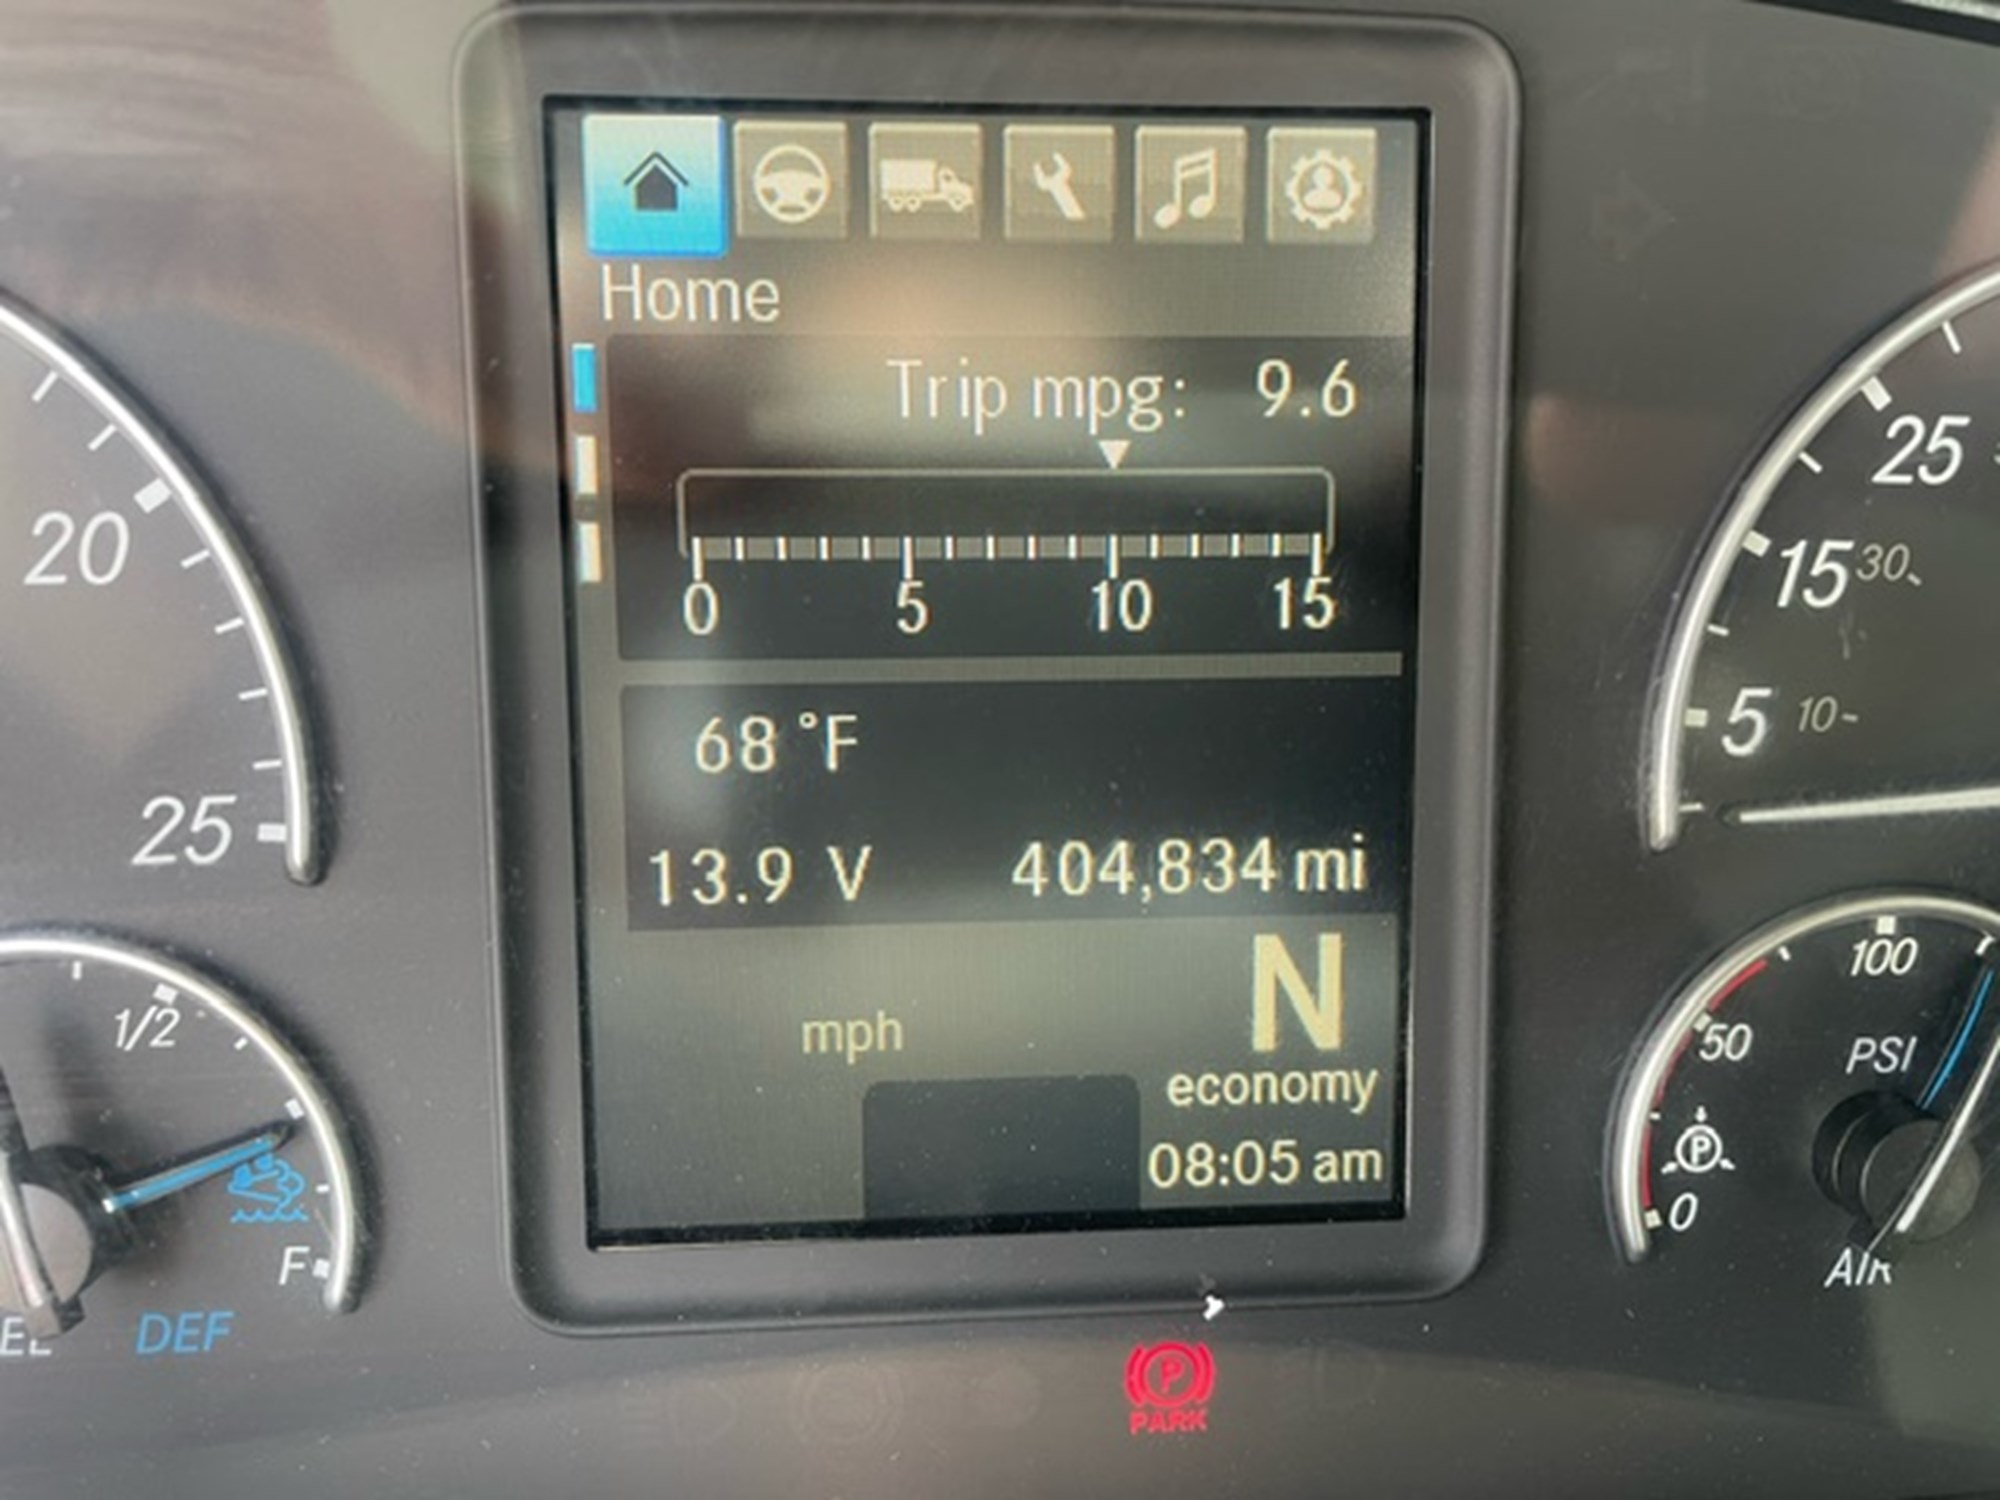 Home
Trip mpg: 9.6
0 5 10 15
68 °F
13.9 V 404,834 mi
N
mph
economy
08:05 am
20
25
1/2
F
DEF
25
15 30
5 10
100
50
PSI
P
0
AIR
P
PARK